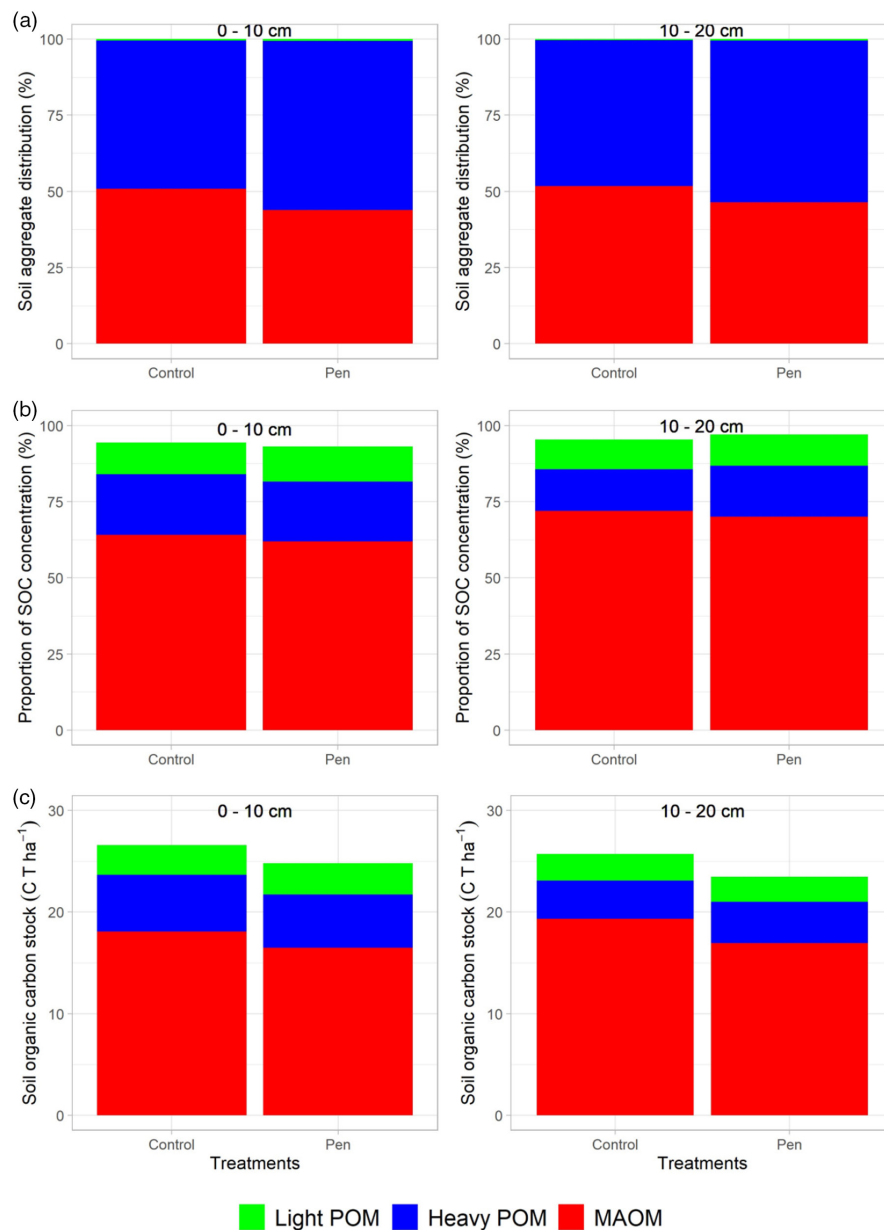 (a)
0 - 10 cm
10 - 20 cm
Soil aggregate distribution (%)
100
75
50
25
0
Control
Pen
Soil aggregate distribution (%)
100
75
50
25
0
Control
Pen
(b)
0 - 10 cm
10 - 20 cm
Proportion of SOC concentration (%)
100
75
50
25
0
Control
Pen
Proportion of SOC concentration (%)
100
75
50
25
0
Control
Pen
(c)
0 - 10 cm
10 - 20 cm
Soil organic carbon stock (C T ha⁻¹)
30
20
10
0
Control
Pen
Treatments
Soil organic carbon stock (C T ha⁻¹)
30
20
10
0
Control
Pen
Treatments
Light POM
Heavy POM
MAOM